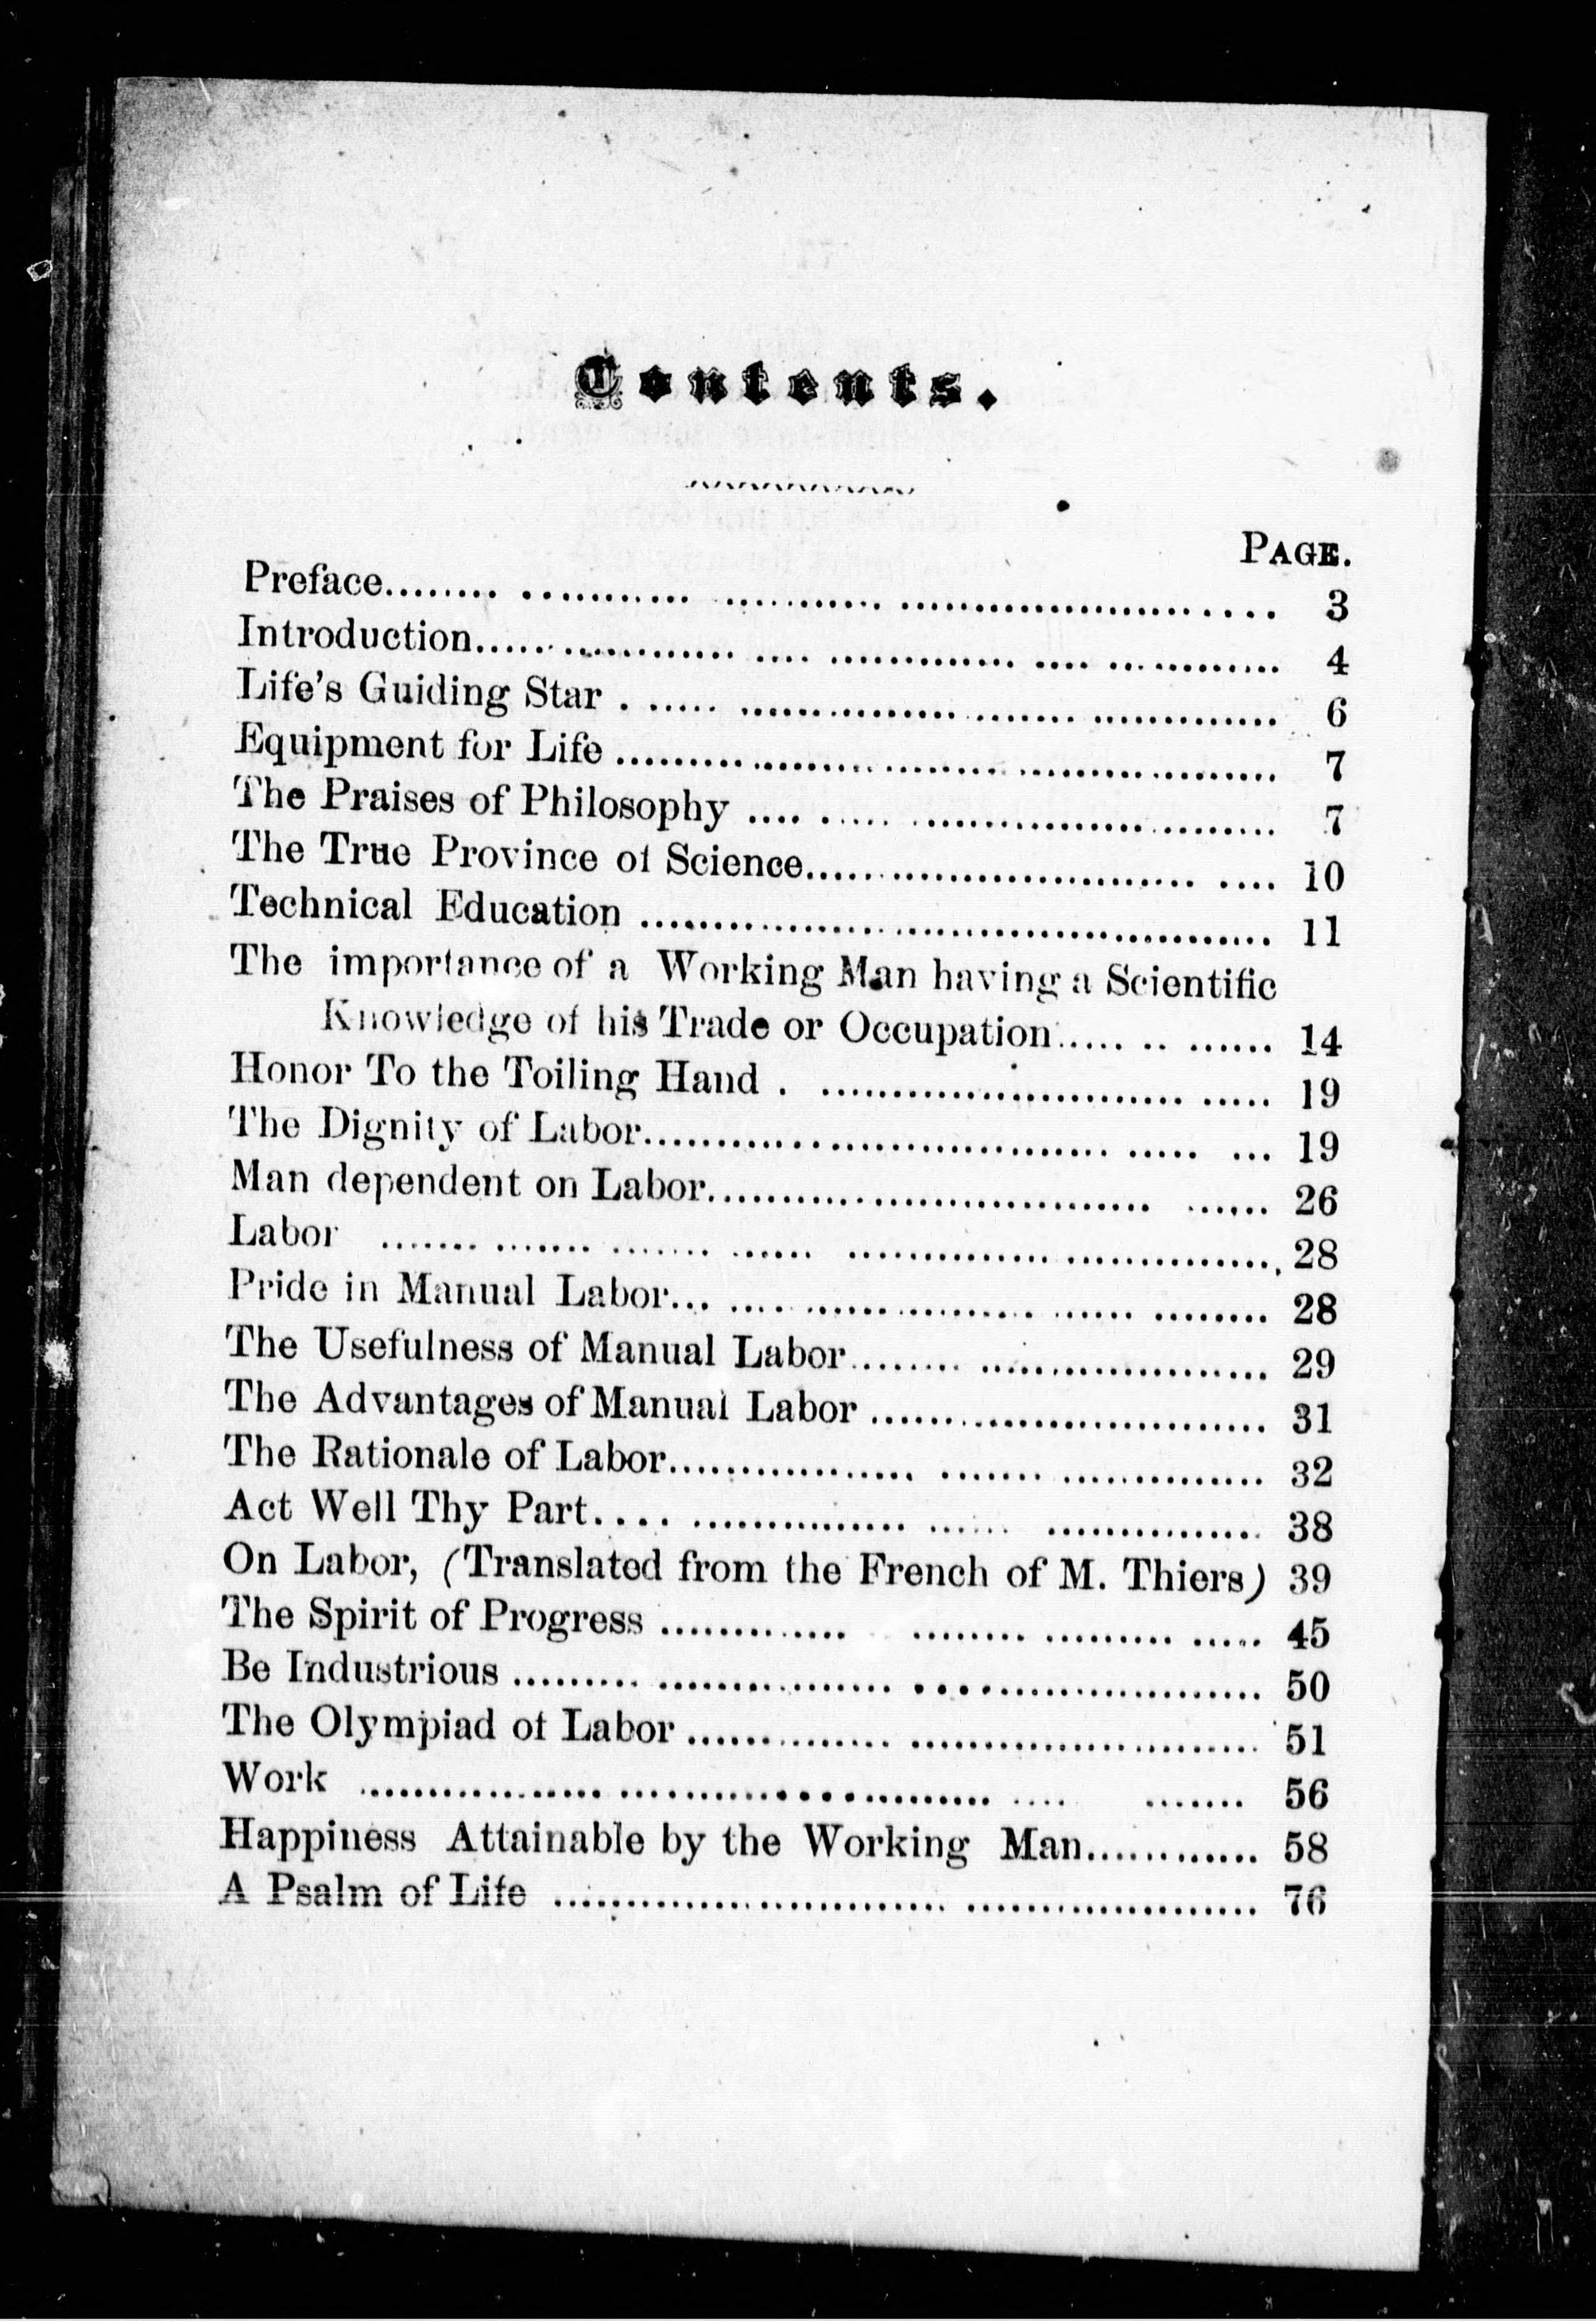 Contents.
PAGE.
Preface........ ........... ........... ......................... 3
Introduction.................. .... ............. .... ............ 4
Life's Guiding Star . ..... ............... ....... ............. 6
Equipment for Life ......... ......... ........ ................. 7
The Praises of Philosophy .... ..... ......................... 7
The True Province of Science.......................... .... 10
Technical Education .......................................... 11
The importance of a Working Man having a Scientific
Knowledge of his Trade or Occupation..... .. ...... 14
Honor To the Toiling Hand . ......................... ..... 19
The Dignity of Labor................................ ..... ... 19
Man dependent on Labor.............................. ...... 26
Labor ....... ....... ....... ...... .............. .............. 28
Pride in Manual Labor... .... ................ ...... ........ 28
The Usefulness of Manual Labor........ .................... 29
The Advantages of Manual Labor ........................... 31
The Rationale of Labor................. ....... .............. 32
Act Well Thy Part.... ............... ...... ............... 38
On Labor, (Translated from the French of M. Thiers) 39
The Spirit of Progress ............. ........ ......... ..... 45
Be Industrious ......... ................ ........................ 50
The Olympiad of Labor .............. ........................ 51
Work ................. .......................... .... ....... 56
Happiness Attainable by the Working Man............ 58
A Psalm of Life ........................... .................... 76